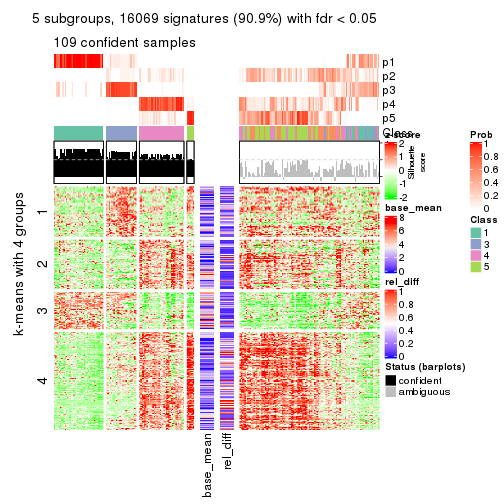 5 subgroups, 16069 signatures (90.9%) with fdr < 0.05
109 confident samples
p1
p2
p3
p4
p5
Class
1
2
3
4
k-means with 4 groups
base_mean
rel_diff
z-score
2
1
0
-1
-2
Silhouette
score
base_mean
8
6
4
2
0
rel_diff
1
0.8
0.6
0.4
0.2
0
Status (barplots)
confident
ambiguous
Prob
1
0.8
0.6
0.4
0.2
0
Class
1
3
4
5